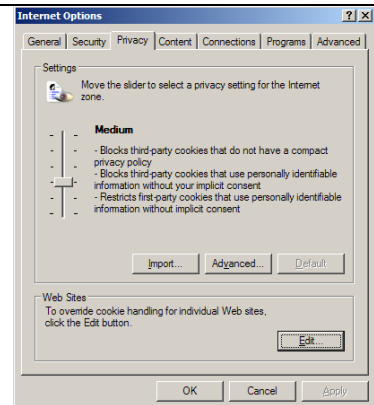 Internet Options
General Security Privacy Content Connections Programs Advanced
Settings
Move the slider to select a privacy setting for the Internet
zone.
Medium
- Blocks third-party cookies that do not have a compact
privacy policy
- Blocks third-party cookies that use personally identifiable
information without your implicit consent
- Restricts first-party cookies that use personally identifiable
information without implicit consent
Import... Advanced... Default
Web Sites
To override cookie handling for individual Web sites,
click the Edit button.
Edit...
OK Cancel Apply